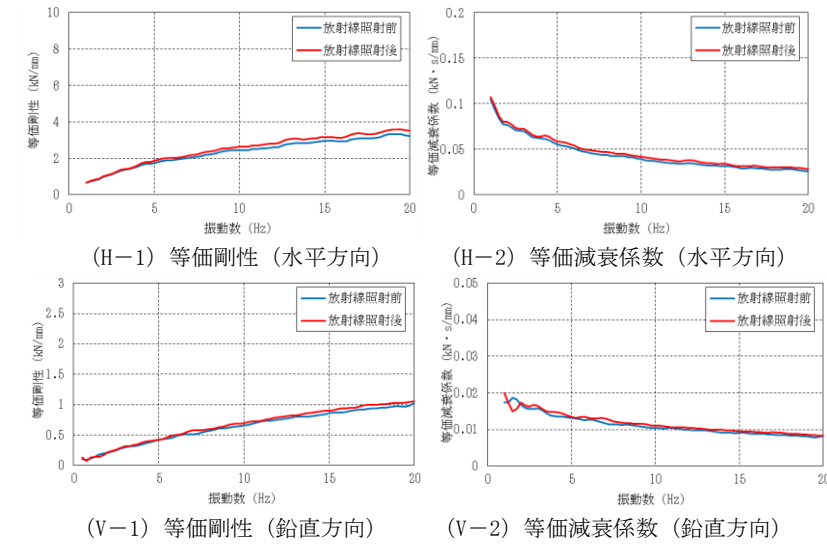 10
8
6
4
2
0
0
5
10
15
20
等価剛性 (kN/mm)
振動数 (Hz)
放射線照射前
放射線照射後
(H-1) 等価剛性 (水平方向)
0.2
0.15
0.1
0.05
0
0
5
10
15
20
等価減衰係数 (kN・s/mm)
振動数 (Hz)
放射線照射前
放射線照射後
(H-2) 等価減衰係数 (水平方向)
3
2.5
2
1.5
1
0.5
0
0
5
10
15
20
等価剛性 (kN/mm)
振動数 (Hz)
放射線照射前
放射線照射後
(V-1) 等価剛性 (鉛直方向)
0.05
0.04
0.03
0.02
0.01
0
0
5
10
15
20
等価減衰係数 (kN・s/mm)
振動数 (Hz)
放射線照射前
放射線照射後
(V-2) 等価減衰係数 (鉛直方向)